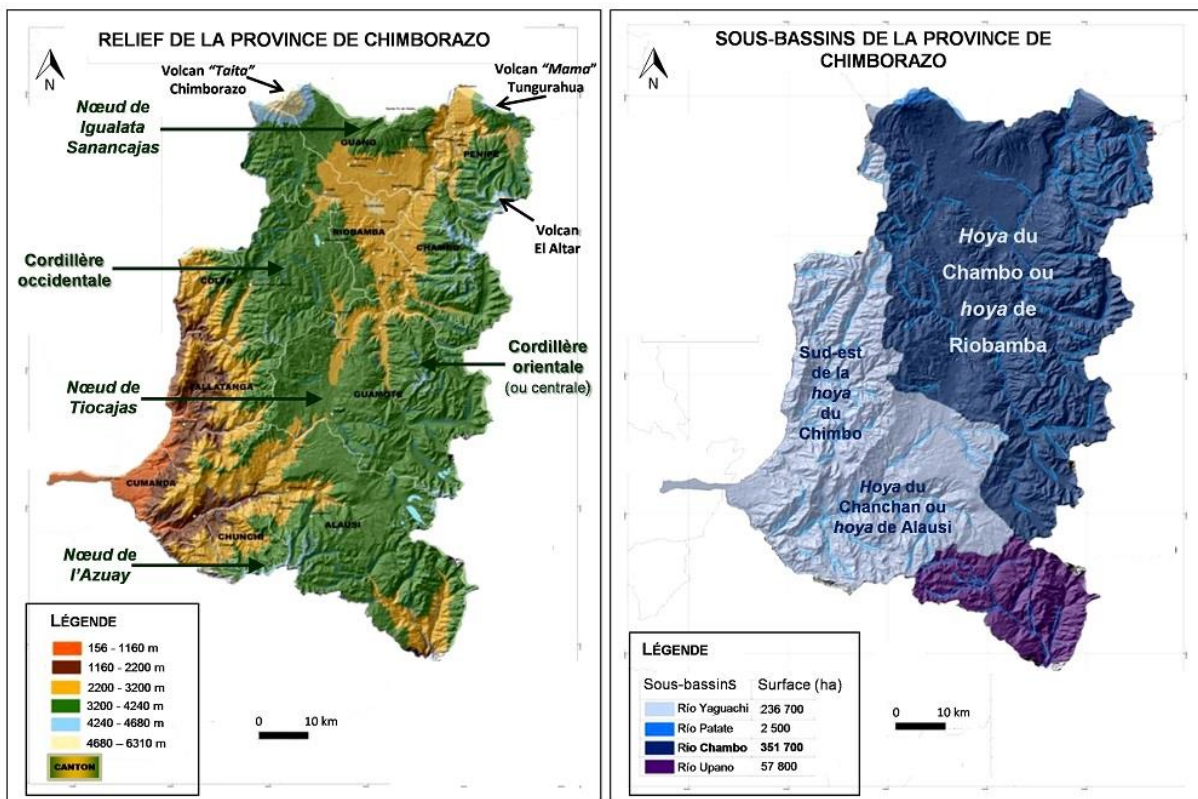 RELIEF DE LA PROVINCE DE CHIMBORAZO
N
Volcan “Taita”
Chimborazo
Volcan “Mama”
Tungurahua
Nœud de
Igualata
Sanancajas
GUANO
PENIPE
Volcan
El Altar
RIOBAMBA
CHAMBO
Cordillère
occidentale
COLTA
Cordillère
orientale
(ou centrale)
Nœud de
Tiocajas
PALLATANGA
GUAMOTE
CUMANDA
ALAUSI
CHUNCHI
Nœud de
l’Azuay
LÉGENDE
156 - 1160 m
1160 - 2200 m
2200 - 3200 m
3200 - 4240 m
4240 - 4680 m
4680 – 6310 m
CANTON
0 10 km
SOUS-BASSINS DE LA PROVINCE DE
CHIMBORAZO
N
Hoya du
Chambo ou
hoya de
Riobamba
Sud-est
de la
hoya
du
Chimbo
Hoya du
Chanchan ou
hoya de Alausi
LÉGENDE
Sous-bassins Surface (ha)
Río Yaguachi 236 700
Río Patate 2 500
Río Chambo 351 700
Río Upano 57 800
0 10 km